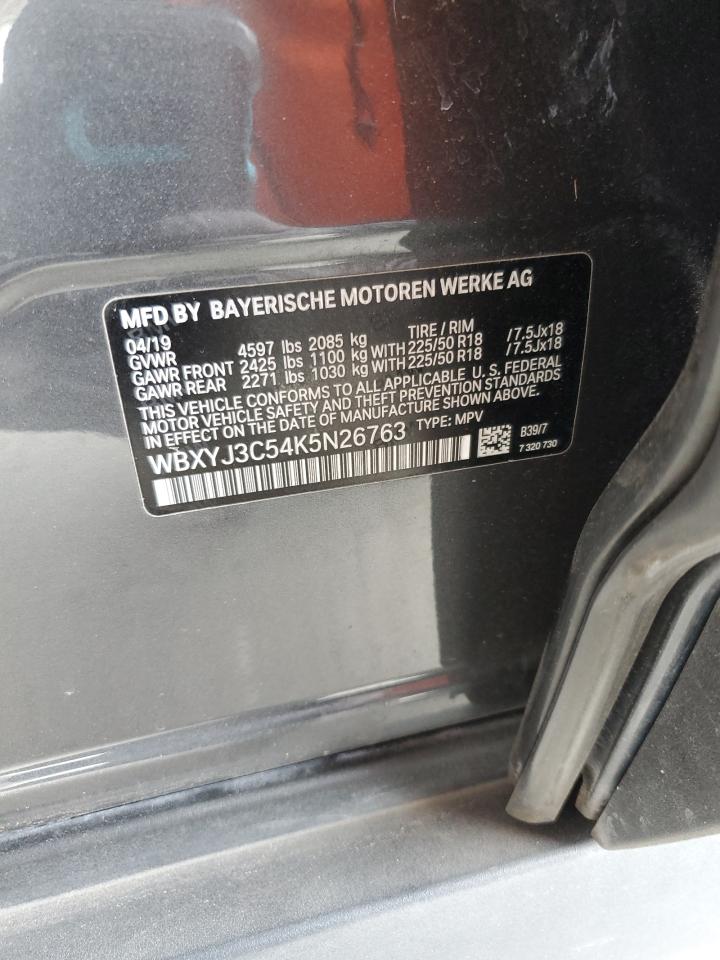 MFD BY BAYERISCHE MOTOREN WERKE AG
04/19 TIRE / RIM
GVWR 4597 lbs 2085 kg
GAWR FRONT 2425 lbs 1100 kg WITH 225/50 R18 /7.5Jx18
GAWR REAR 2271 lbs 1030 kg WITH 225/50 R18 /7.5Jx18
THIS VEHICLE CONFORMS TO ALL APPLICABLE U.S. FEDERAL
MOTOR VEHICLE SAFETY AND THEFT PREVENTION STANDARDS
IN EFFECT ON THE DATE OF MANUFACTURE SHOWN ABOVE.
WBXYJ3C54K5N26763 TYPE: MPV
B39/7
7 320 730